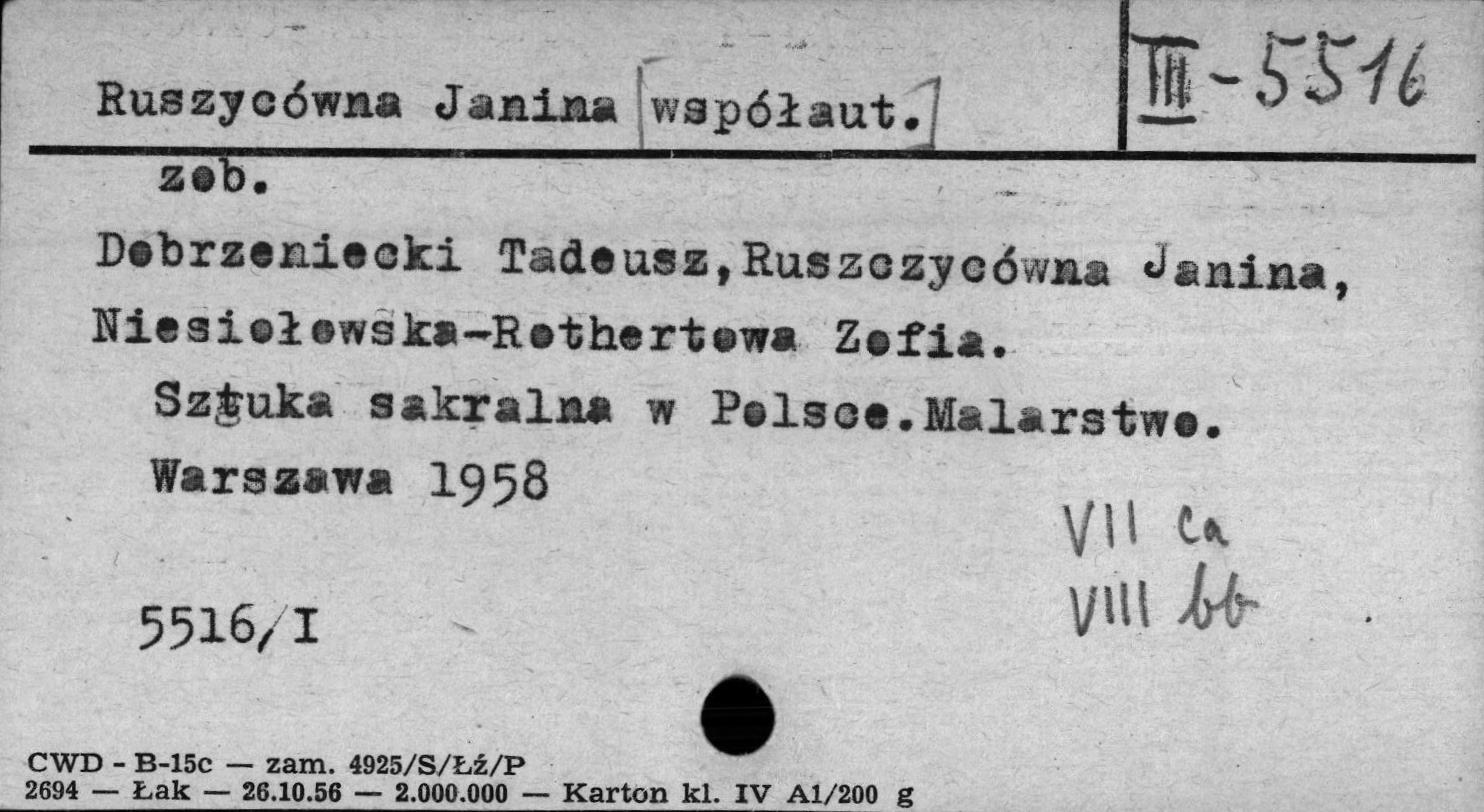 Ruszycówna Janina [współaut.]
III-5516
zob.
Dobrzeniecki Tadeusz,Ruszczycówna Janina,
Niesiołowska-Rothertowa Zofia.
Sztuka sakralna w Polsce.Malarstwo.
Warszawa 1958
VII ca
VIII bb
5516/I
CWD - B-15c — zam. 4925/S/Łź/P
2694 — Łak — 26.10.56 — 2.000.000 — Karton kl. IV A1/200 g